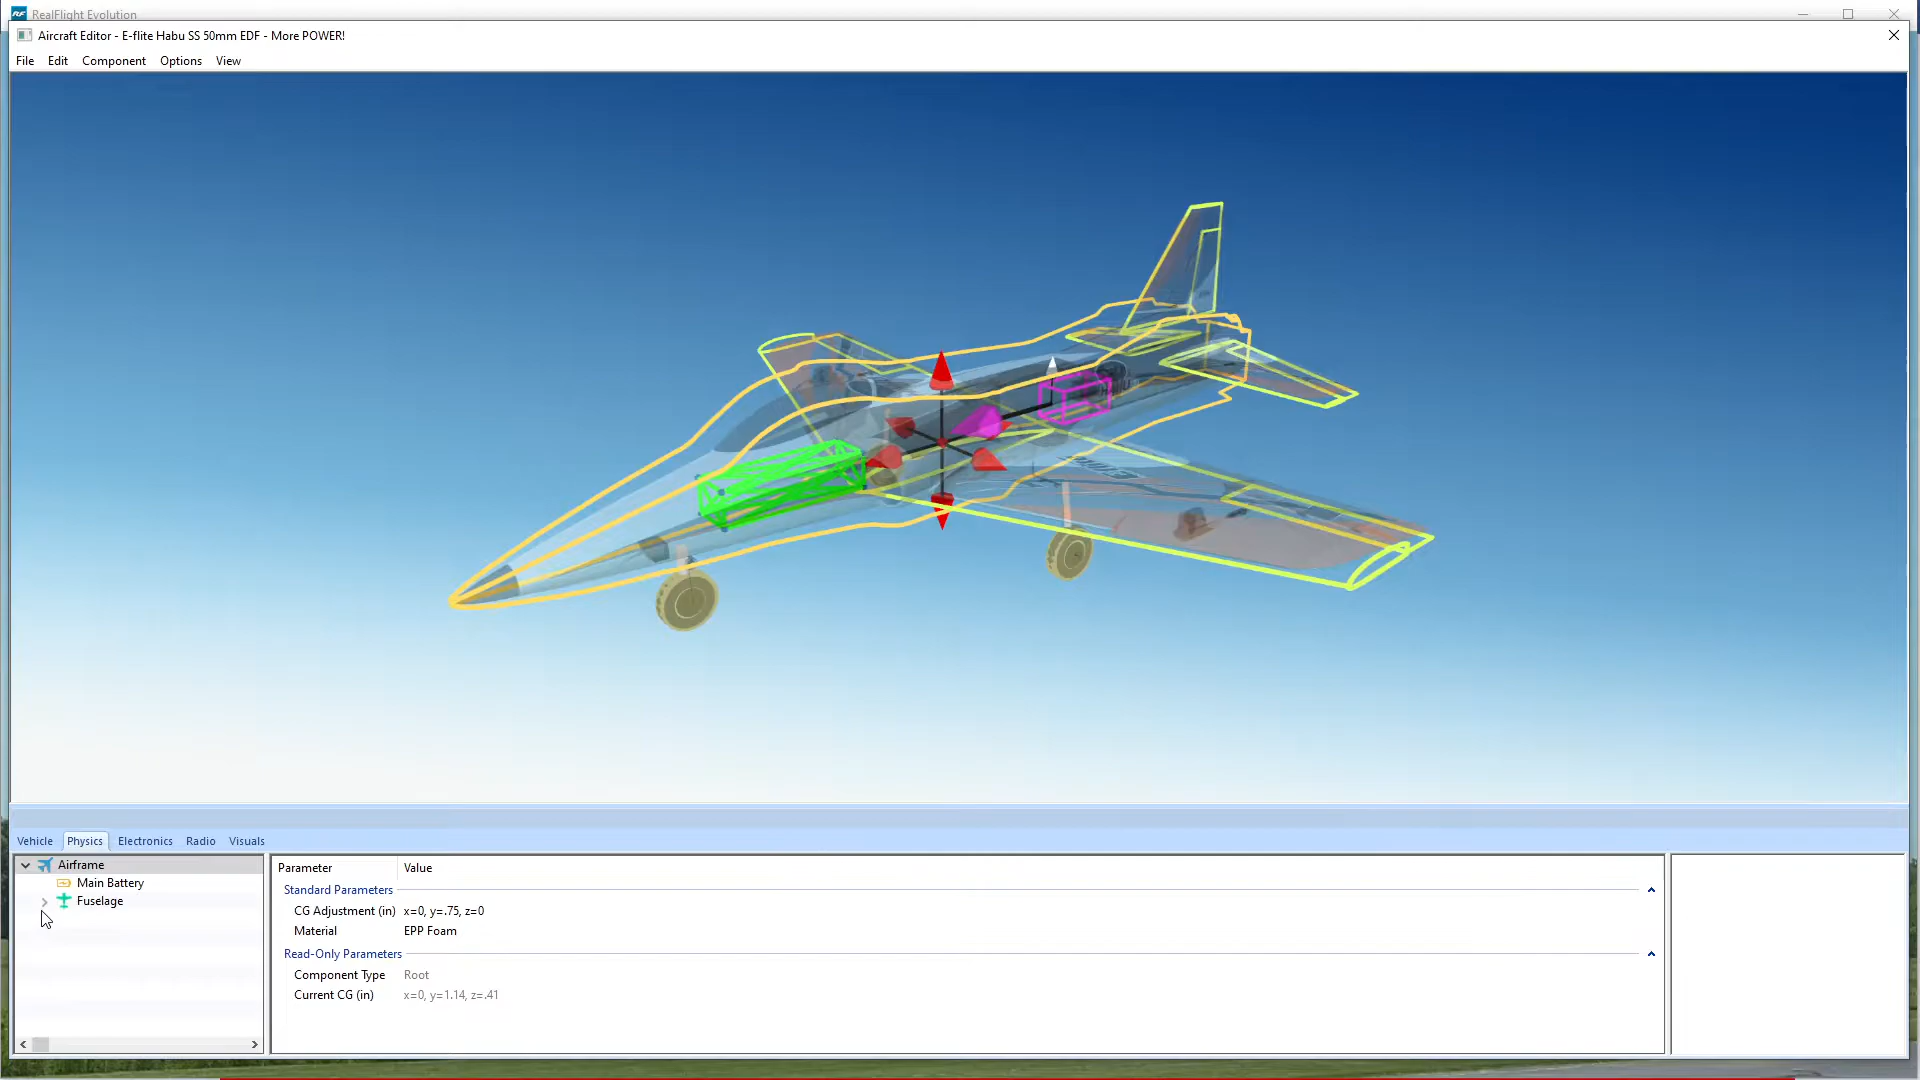 RF RealFlight Evolution
Aircraft Editor - E-flite Habu SS 50mm EDF - More POWER!
File Edit Component Options View
Vehicle Physics Electronics Radio Visuals
Airframe
Main Battery
Fuselage
Parameter Value
Standard Parameters
CG Adjustment (in) x=0, y=.75, z=0
Material EPP Foam
Read-Only Parameters
Component Type Root
Current CG (in) x=0, y=1.14, z=.41